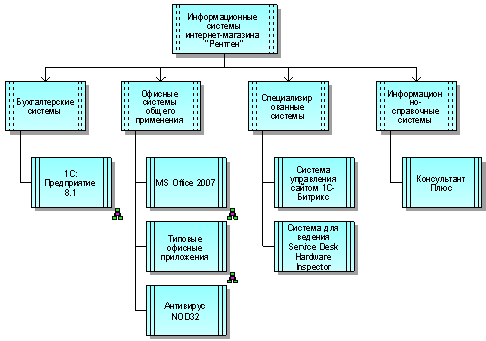 Информационные
системы
интернет-магазина
"Рентген"
Бухгалтерские
системы
Офисные
системы
общего
применения
Специализир
ованные
системы
Информацион
но-
справочные
системы
1С:
Предприятие
8.1
MS Office 2007
Типовые
офисные
приложения
Антивирус
NOD32
Система
управления
сайтом 1С-
Битрикс
Система для
ведения
Service Desk
Hardware
Inspector
Консультант
Плюс